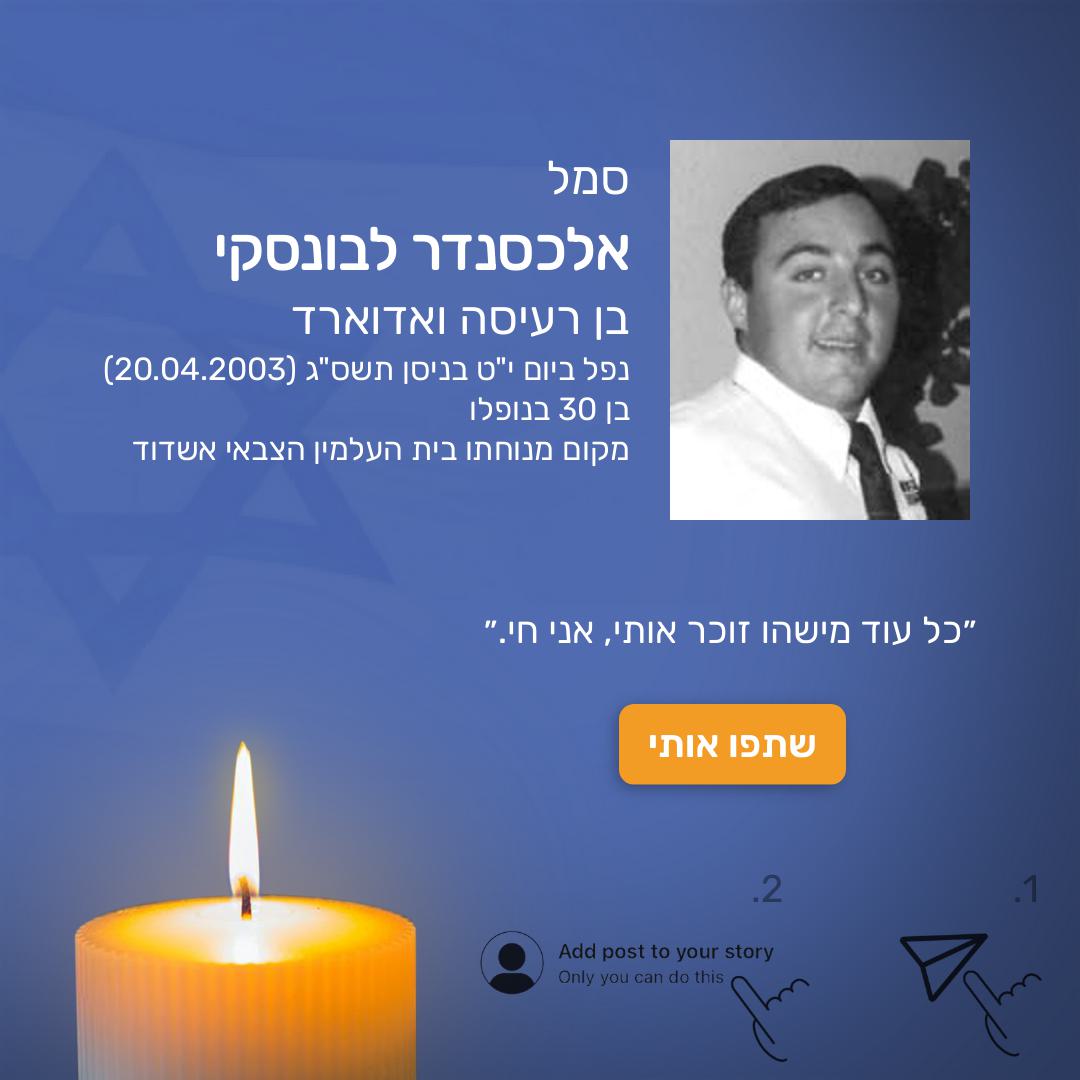 סמל
אלכסנדר לבונסקי
בן רעיסה ואדוארד
נפל ביום י"ט בניסן תשס"ג (20.04.2003)
בן 30 בנופלו
מקום מנוחתו בית העלמין הצבאי אשדוד
״כל עוד מישהו זוכר אותי, אני חי.״
שתפו אותי
1.
2.
Add post to your story
Only you can do this